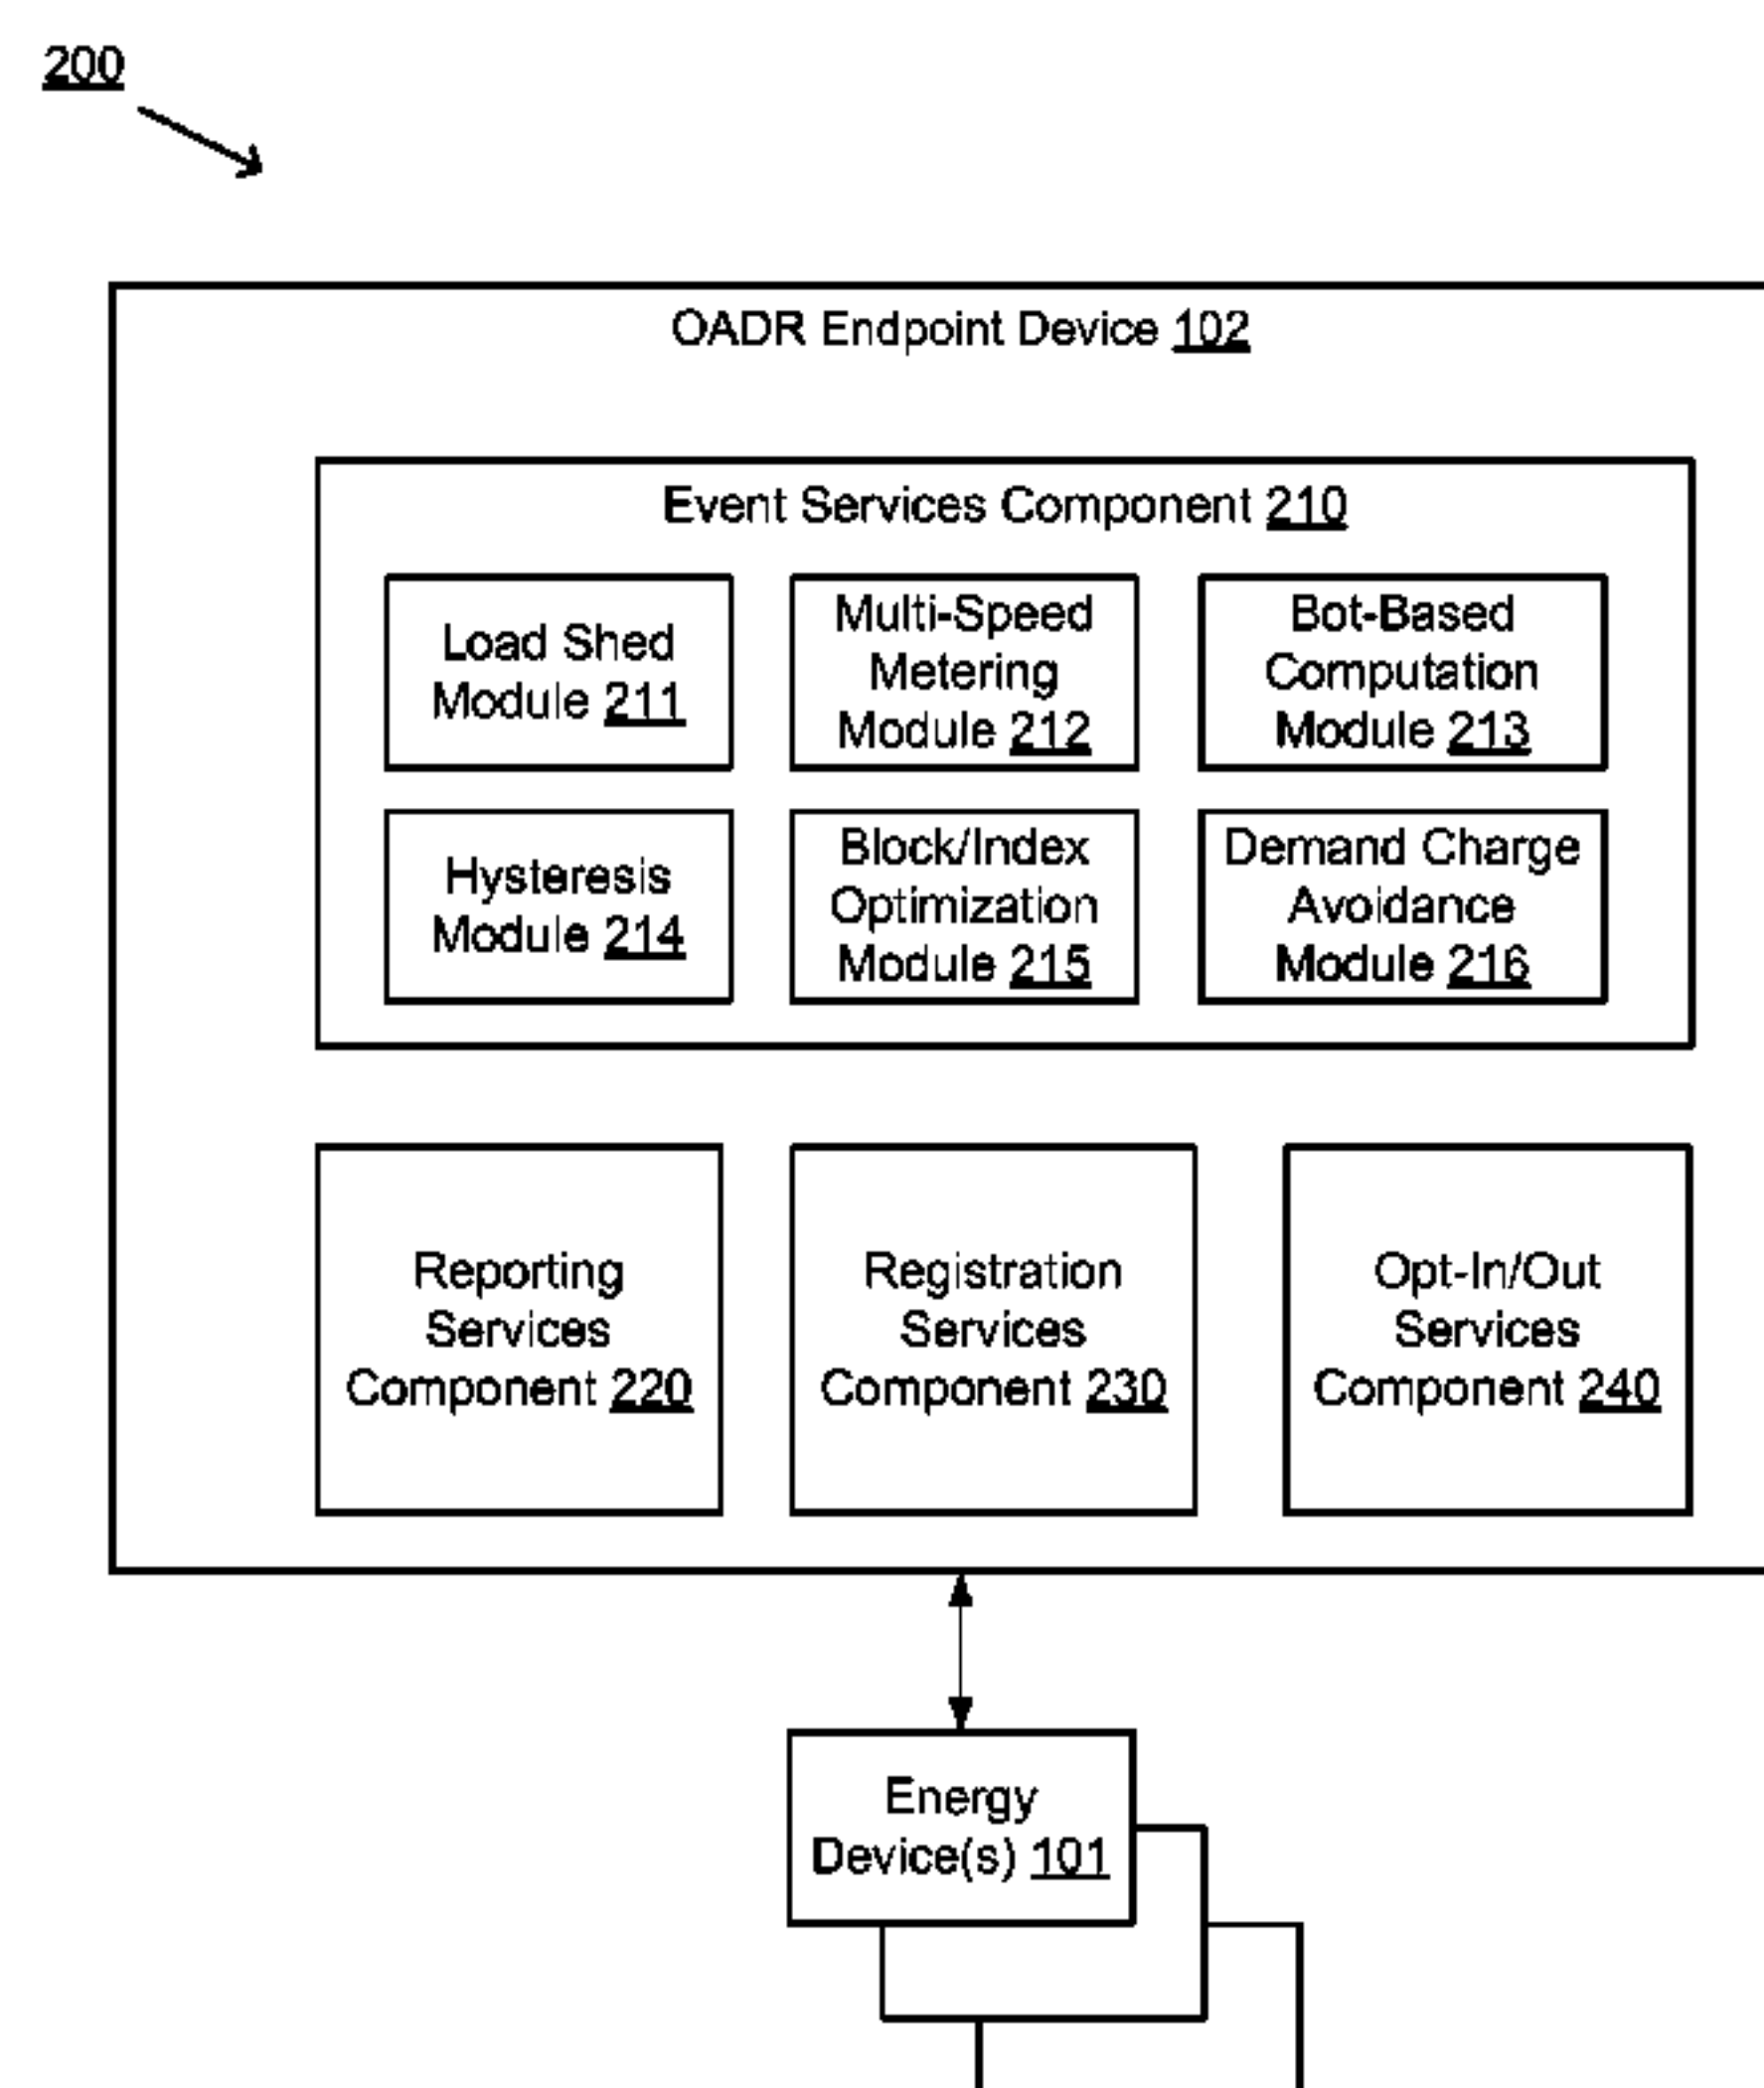 200
OADR Endpoint Device 102
Event Services Component 210
Load Shed
Module 211
Multi-Speed
Metering
Module 212
Bot-Based
Computation
Module 213
Hysteresis
Module 214
Block/Index
Optimization
Module 215
Demand Charge
Avoidance
Module 216
Reporting
Services
Component 220
Registration
Services
Component 230
Opt-In/Out
Services
Component 240
Energy
Device(s) 101